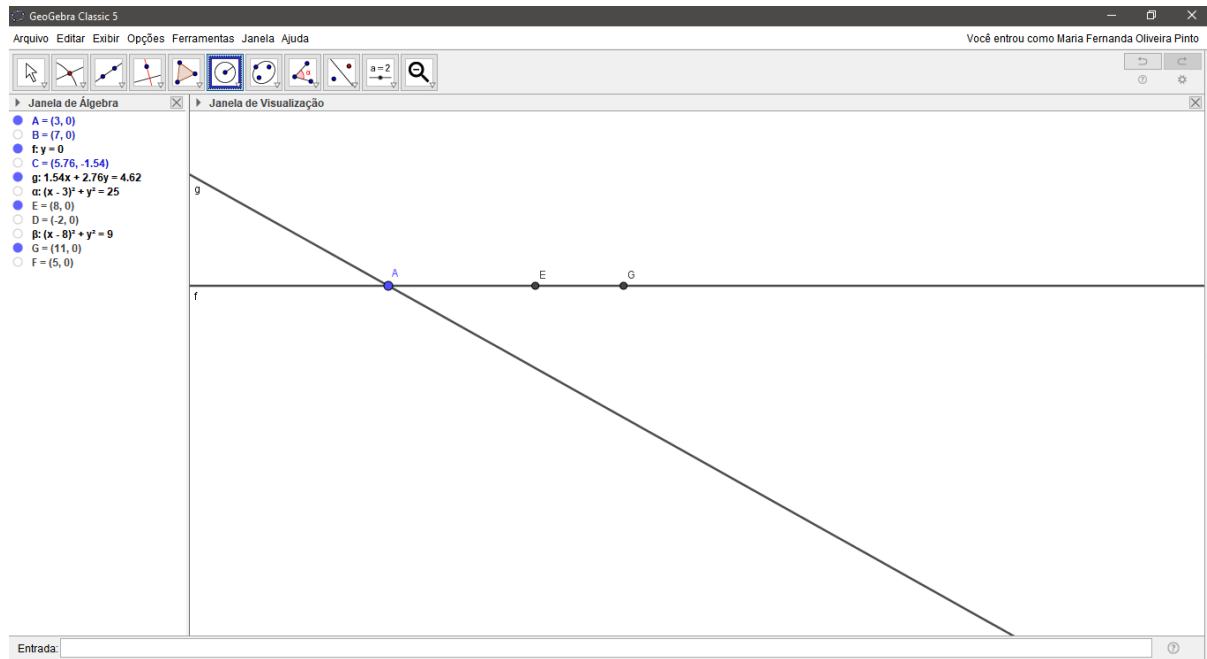 GeoGebra Classic 5
Arquivo Editar Exibir Opções Ferramentas Janela Ajuda
Você entrou como Maria Fernanda Oliveira Pinto
α
a=2
Janela de Álgebra
Janela de Visualização
A = (3, 0)
B = (7, 0)
f: y = 0
C = (5.76, -1.54)
g: 1.54x + 2.76y = 4.62
α: (x - 3)² + y² = 25
E = (8, 0)
D = (-2, 0)
β: (x - 8)² + y² = 9
G = (11, 0)
F = (5, 0)
g
A
E
G
f
Entrada: